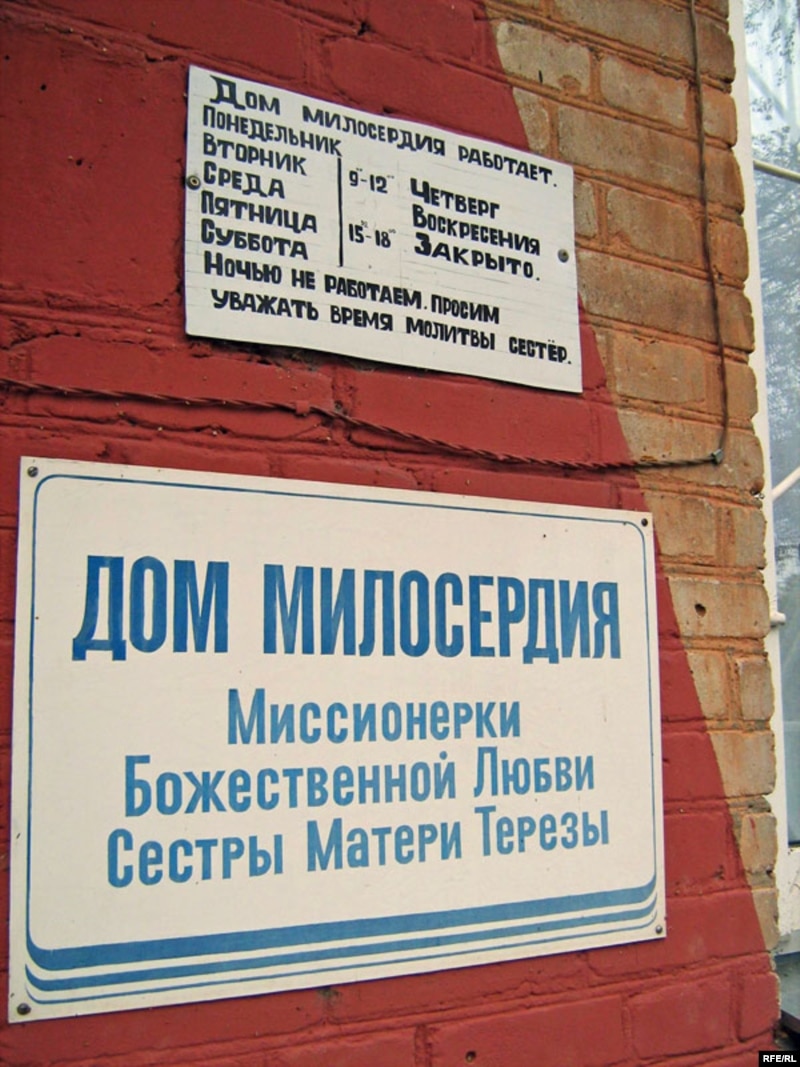 Дом милосердия работает.
Понедельник
Вторник
Среда
Пятница
Суббота
9°°-12°°
15°°-18°°
Четверг
Воскресения
Закрыто.
Ночью не работаем. Просим
уважать время молитвы сестёр.
ДОМ МИЛОСЕРДИЯ
Миссионерки
Божественной Любви
Сестры Матери Терезы
RFE/RL